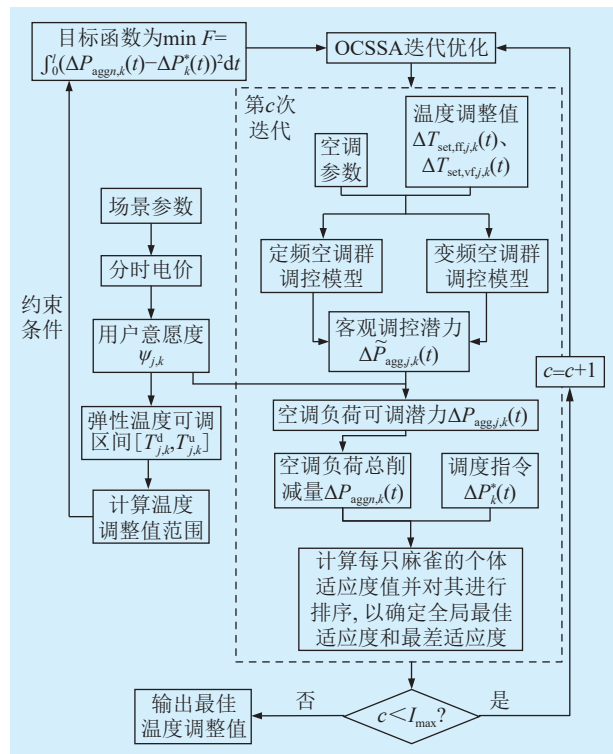 目标函数为min F=
∫₀ˡ(ΔP_aggn,k(t)−ΔP*_k(t))²dt
OCSSA迭代优化
第c次
迭代
空调
参数
温度调整值
ΔT_set,ff,j,k(t)、
ΔT_set,vf,j,k(t)
场景参数
分时电价
定频空调群
调控模型
变频空调群
调控模型
约束
条件
用户意愿度
ψ_j,k
客观调控潜力
ΔP̃_agg,j,k(t)
c=c+1
弹性温度可调
区间[T^d_j,k,T^u_j,k]
空调负荷可调潜力ΔP_agg,j,k(t)
空调负荷总削
减量ΔP_aggn,k(t)
调度指令
ΔP*_k(t)
计算温度
调整值范围
计算每只麻雀的个体
适应度值并对其进行
排序, 以确定全局最佳
适应度和最差适应度
输出最佳
温度调整值
否
c<I_max?
是